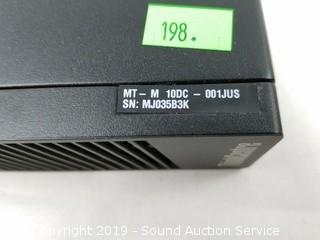 198.
MT - M 10DC - 001JUS
SN: MJ035B3K
Copyright 2019 - Sound Auction Service